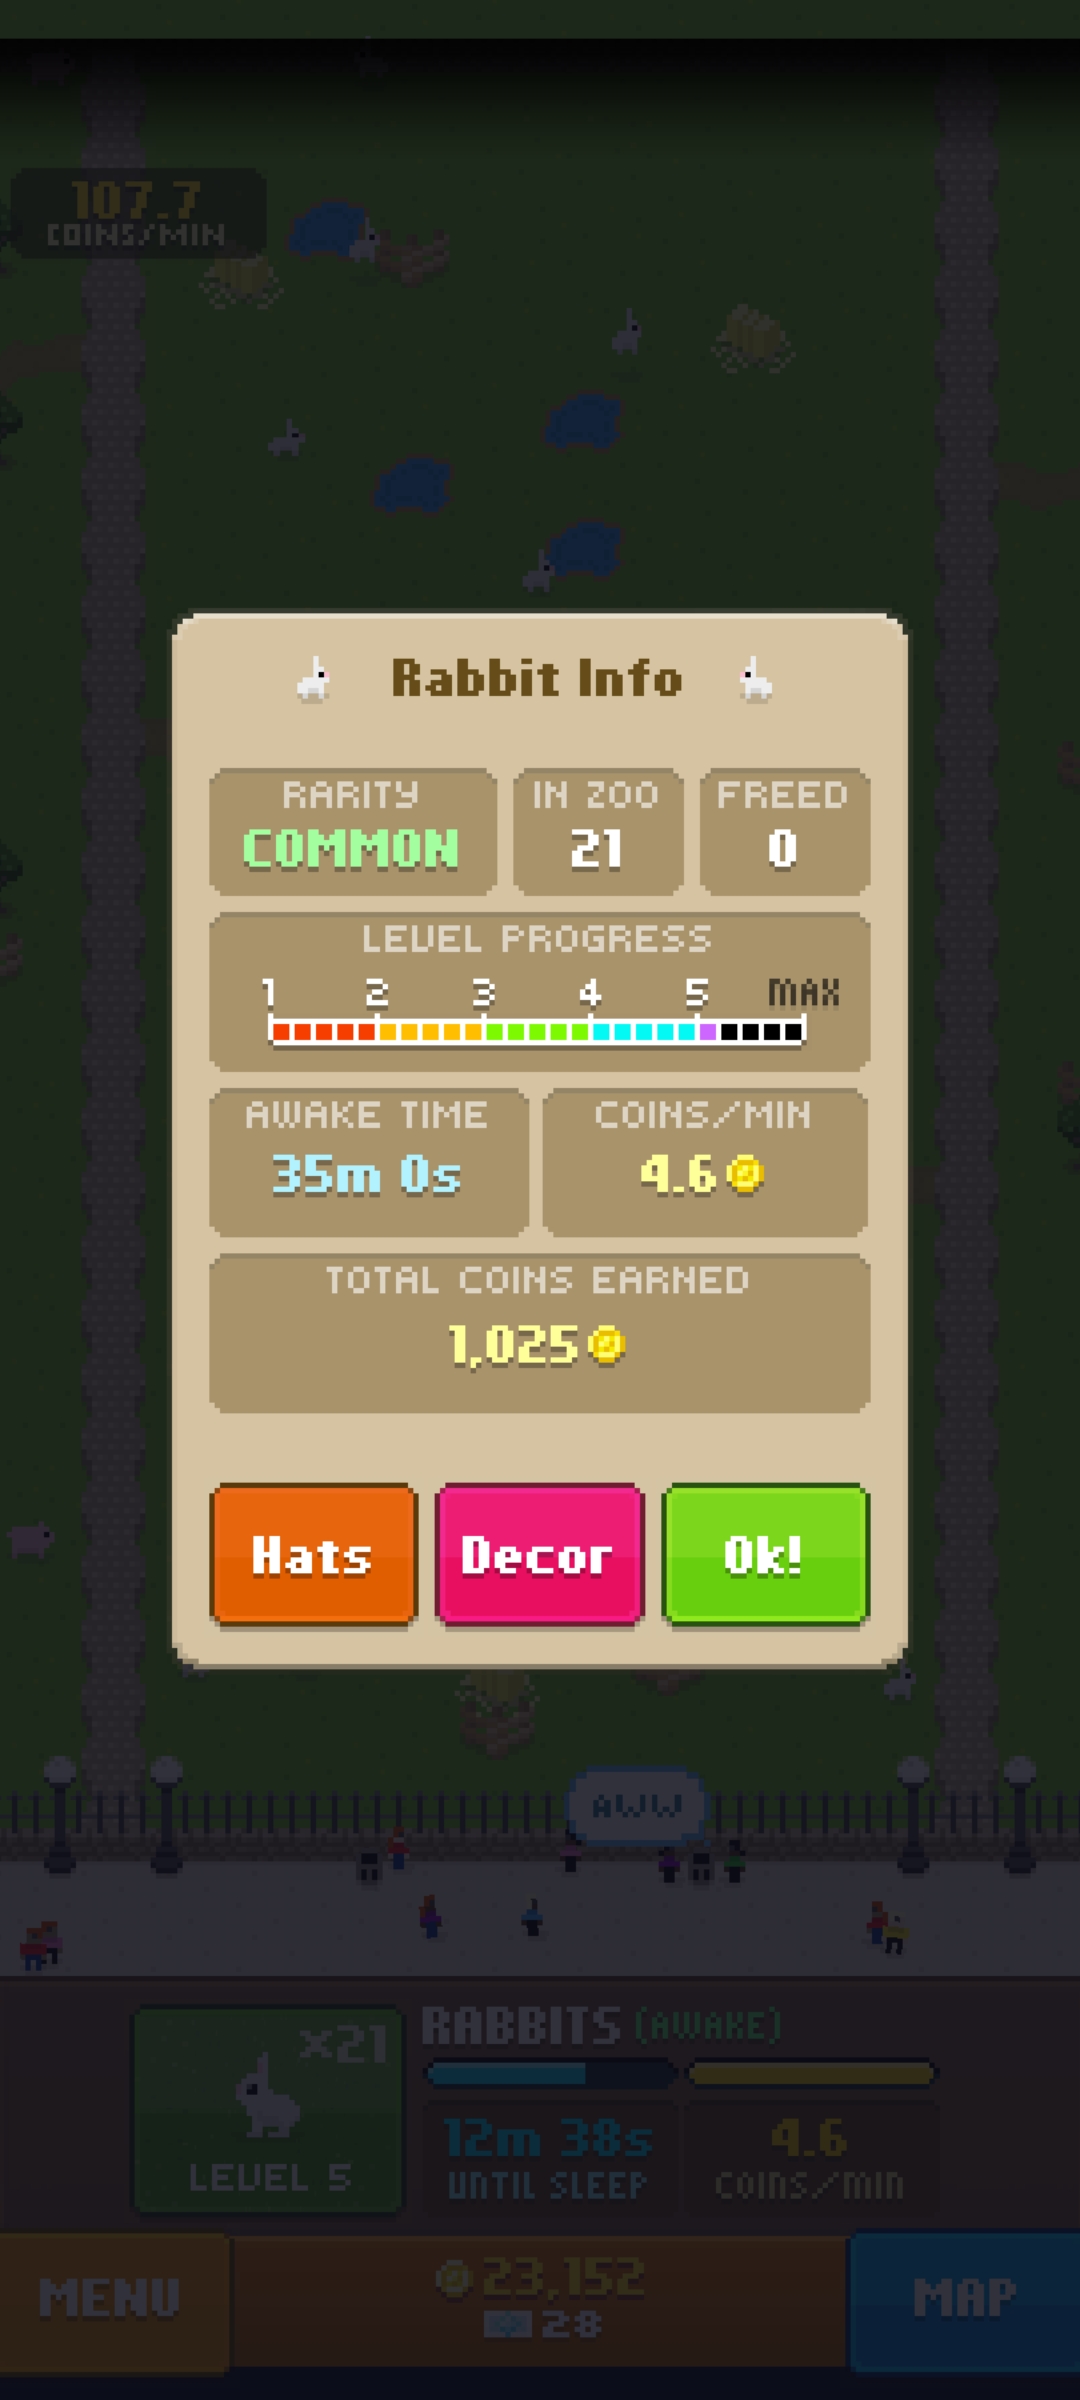 107.7
COINS/MIN
Rabbit Info
RARITY
COMMON
IN ZOO
21
FREED
0
LEVEL PROGRESS
1 2 3 4 5 MAX
AWAKE TIME
35m 0s
COINS/MIN
4.6
TOTAL COINS EARNED
1,025
Hats
Decor
Ok!
AWW
x21
LEVEL 5
RABBITS (AWAKE)
12m 38s
UNTIL SLEEP
4.6
COINS/MIN
MENU
23,152
28
MAP